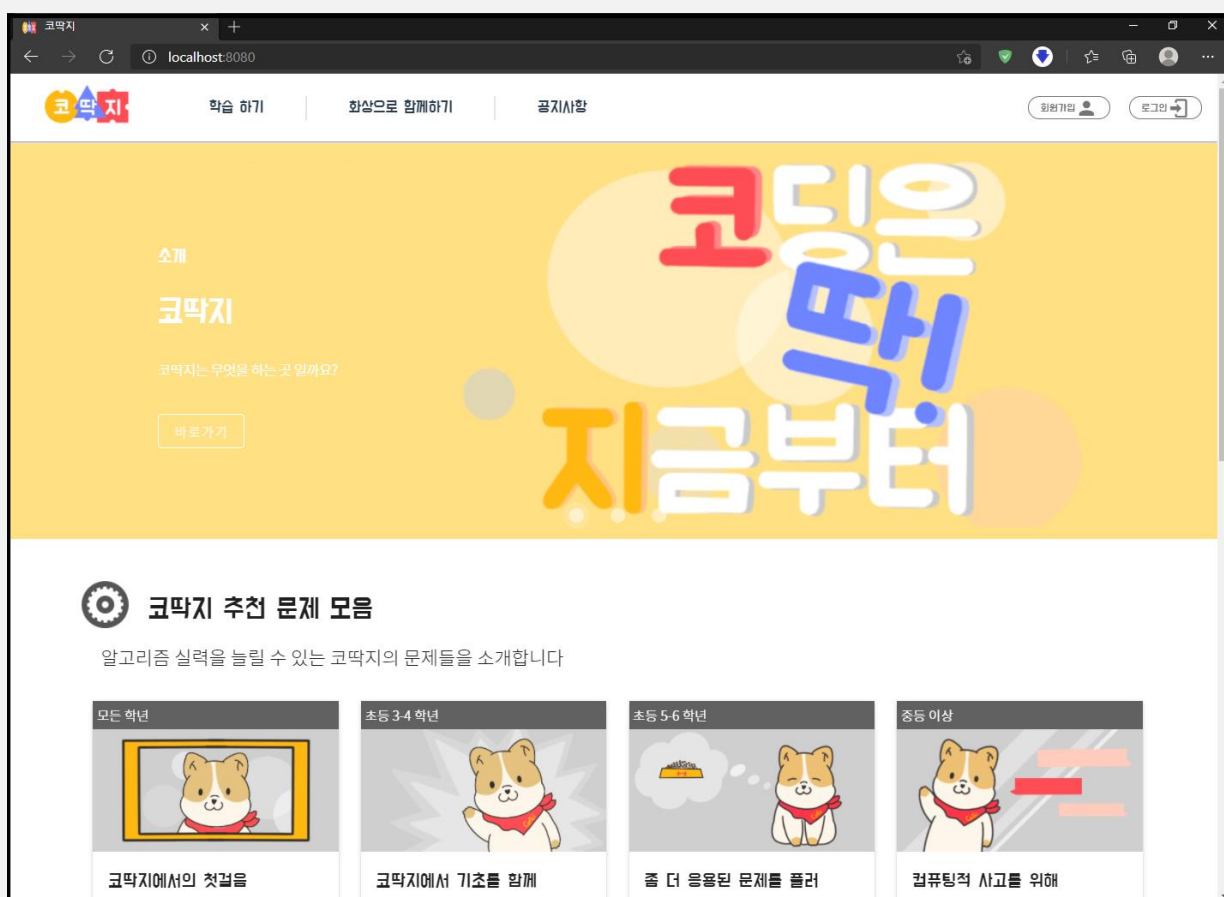 코딱지
localhost:8080
코딱지 학습 하기 화상으로 함께하기 공지사항 회원가입 로그인
코딩은
딱!
지금부터
소개
코딱지
코딱지는 무엇을 하는 곳 일까요?
바로가기
코딱지 추천 문제 모음
알고리즘 실력을 늘릴 수 있는 코딱지의 문제들을 소개합니다
모든 학년 초등 3-4 학년 초등 5-6 학년 중등 이상
코딱지에서의 첫걸음 코딱지에서 기초를 함께 좀 더 응용된 문제를 풀러 컴퓨팅적 사고를 위해